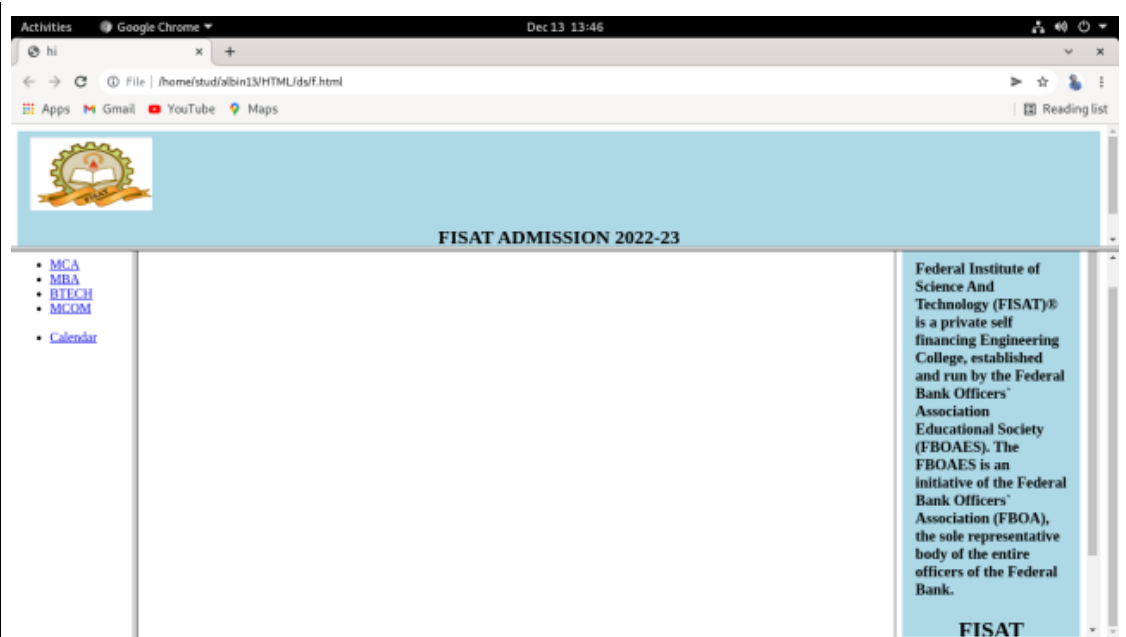 Activities Google Chrome Dec 13 13:46
hi
File | /home/stud/albin13/HTML/ds/f.html
Apps Gmail YouTube Maps Reading list
FISAT
FISAT ADMISSION 2022-23
MCA
MBA
BTECH
MCOM
Calendar
Federal Institute of
Science And
Technology (FISAT)®
is a private self
financing Engineering
College, established
and run by the Federal
Bank Officers`
Association
Educational Society
(FBOAES). The
FBOAES is an
initiative of the Federal
Bank Officers`
Association (FBOA),
the sole representative
body of the entire
officers of the Federal
Bank.
FISAT